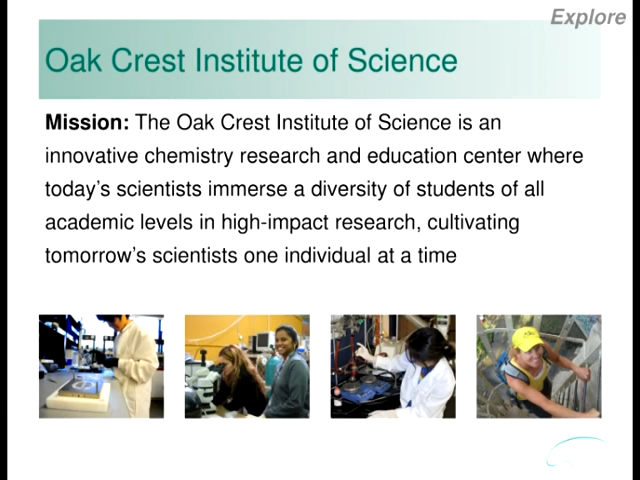 Explore
Oak Crest Institute of Science
Mission: The Oak Crest Institute of Science is an
innovative chemistry research and education center where
today's scientists immerse a diversity of students of all
academic levels in high-impact research, cultivating
tomorrow's scientists one individual at a time